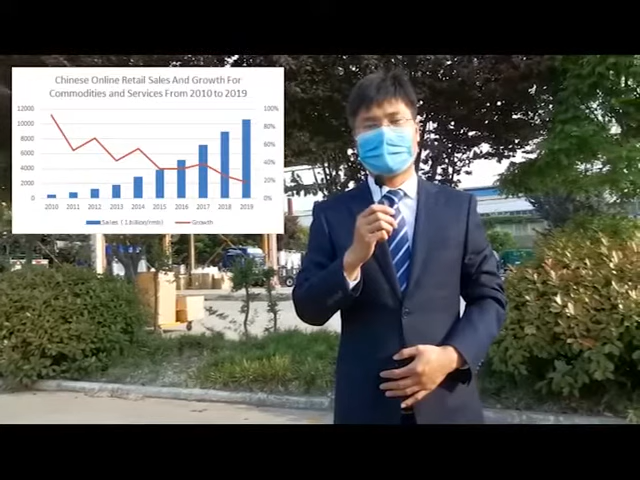 Chinese Online Retail Sales And Growth For
Commodities and Services From 2010 to 2019
12000 100%
10000 80%
8000 60%
6000 40%
4000 20%
2000 0%
0
2010 2011 2012 2013 2014 2015 2016 2017 2018 2019
Sales ( 1billion/rmb) Growth